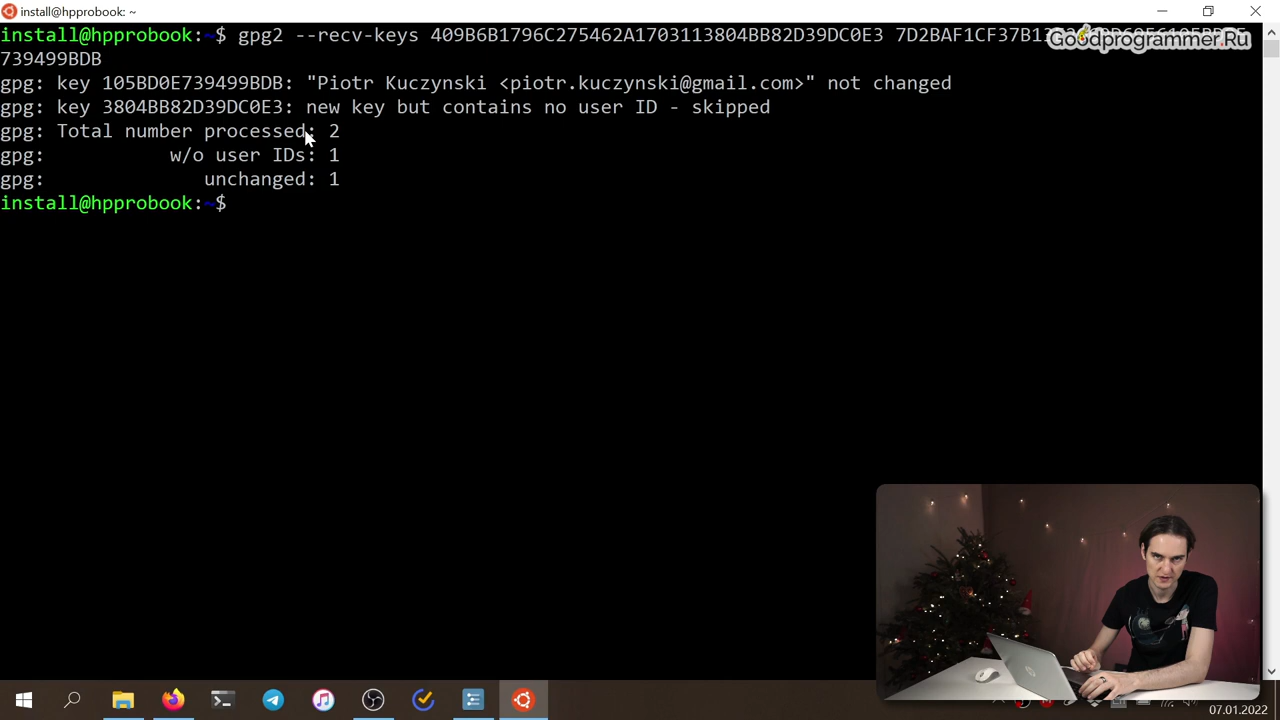 install@hpprobook: ~
install@hpprobook:~$ gpg2 --recv-keys 409B6B1796C275462A1703113804BB82D39DC0E3
Goodprogrammer.Ru
739499BDB
gpg: key 105BD0E739499BDB: "Piotr Kuczynski <piotr.kuczynski@gmail.com>" not changed
gpg: key 3804BB82D39DC0E3: new key but contains no user ID - skipped
gpg: Total number processed: 2
gpg: w/o user IDs: 1
gpg: unchanged: 1
install@hpprobook:~$
07.01.2022